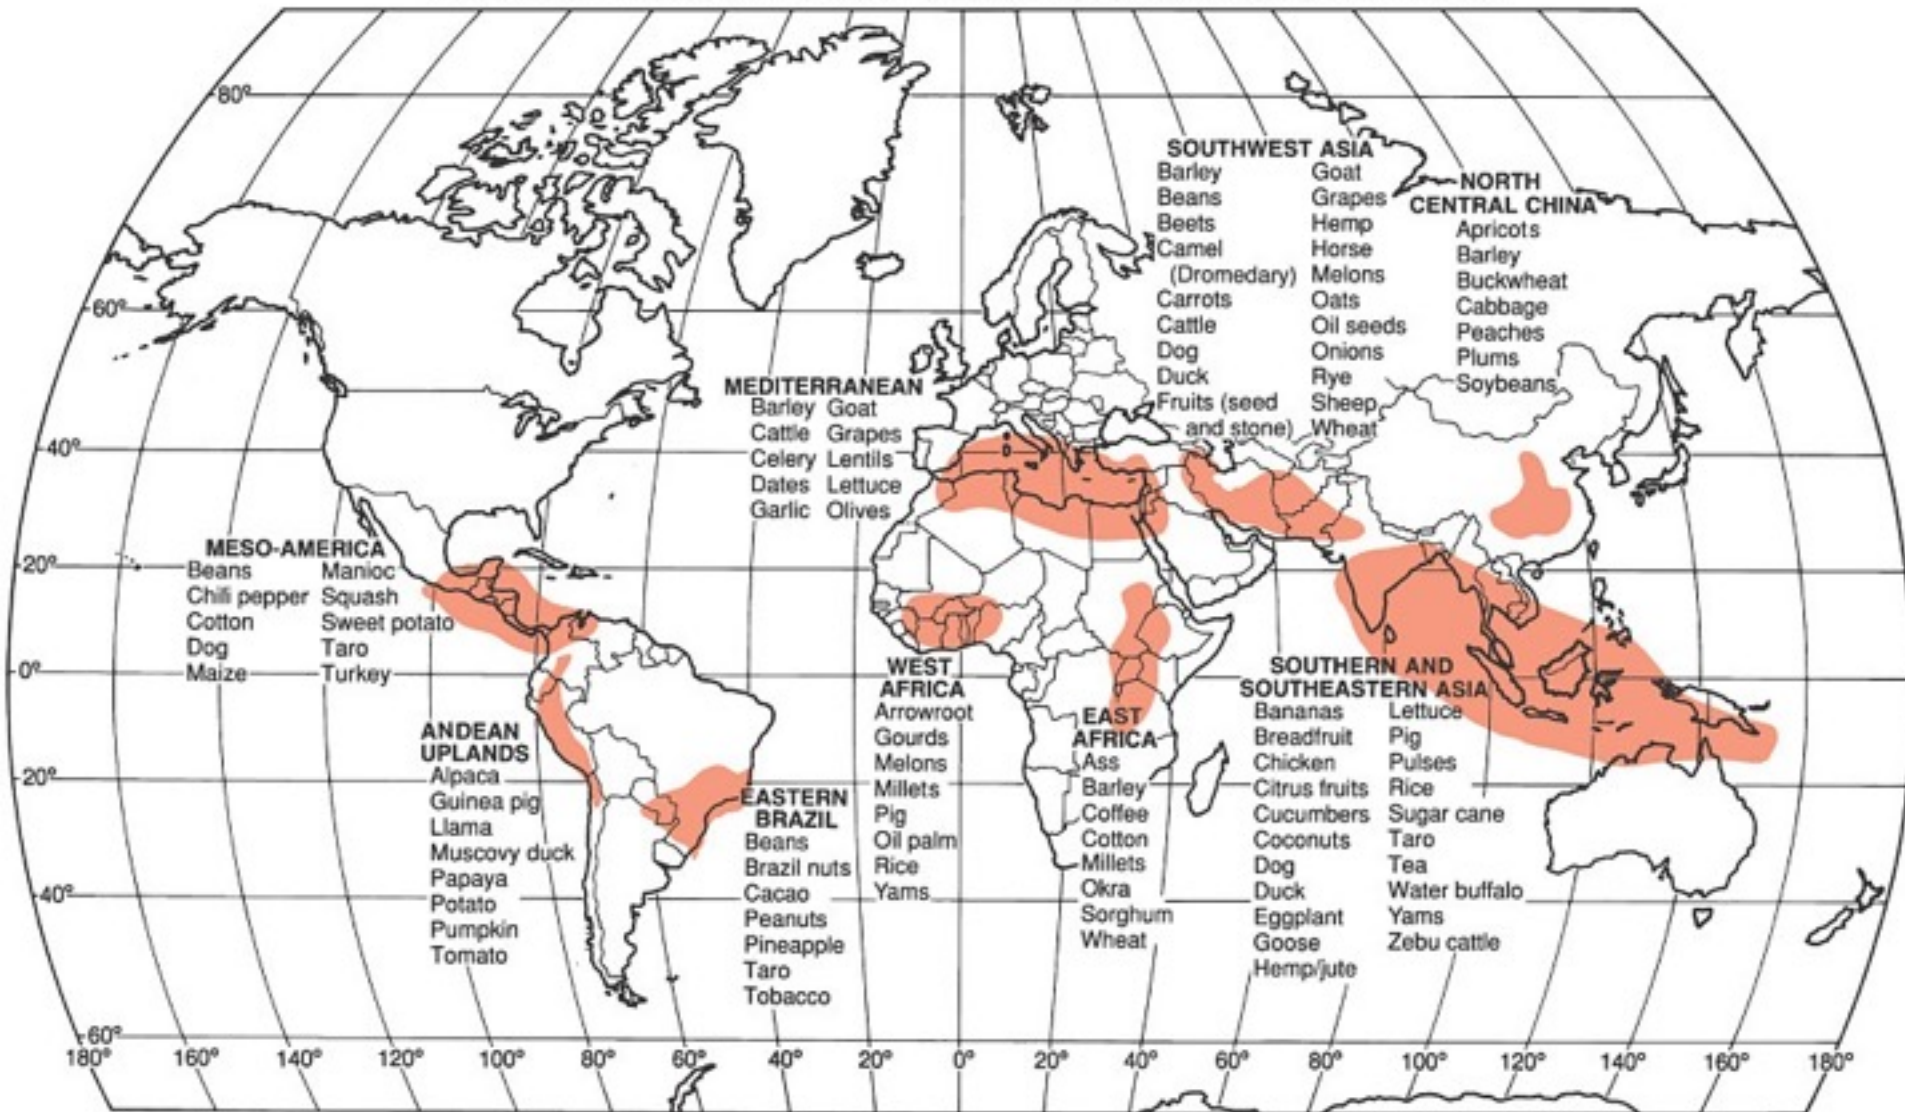 80°
60°
40°
20°
0°
20°
40°
60°
SOUTHWEST ASIA
Barley
Beans
Beets
Camel
(Dromedary)
Carrots
Cattle
Dog
Duck
Fruits (seed
and stone)
Goat
Grapes
Hemp
Horse
Melons
Oats
Oil seeds
Onions
Rye
Sheep
Wheat
NORTH
CENTRAL CHINA
Apricots
Barley
Buckwheat
Cabbage
Peaches
Plums
Soybeans
MEDITERRANEAN
Barley
Cattle
Celery
Dates
Garlic
Goat
Grapes
Lentils
Lettuce
Olives
MESO-AMERICA
Beans
Chili pepper
Cotton
Dog
Maize
Manioc
Squash
Sweet potato
Taro
Turkey
ANDEAN
UPLANDS
Alpaca
Guinea pig
Llama
Muscovy duck
Papaya
Potato
Pumpkin
Tomato
EASTERN
BRAZIL
Beans
Brazil nuts
Cacao
Peanuts
Pineapple
Taro
Tobacco
WEST
AFRICA
Arrowroot
Gourds
Melons
Millets
Pig
Oil palm
Rice
Yams
EAST
AFRICA
Ass
Barley
Coffee
Cotton
Millets
Okra
Sorghum
Wheat
SOUTHERN AND
SOUTHEASTERN ASIA
Bananas
Breadfruit
Chicken
Citrus fruits
Cucumbers
Coconuts
Dog
Duck
Eggplant
Goose
Hemp/jute
Lettuce
Pig
Pulses
Rice
Sugar cane
Taro
Tea
Water buffalo
Yams
Zebu cattle
180° 160° 140° 120° 100° 80° 60° 40° 20° 0° 20° 40° 60° 80° 100° 120° 140° 160° 180°